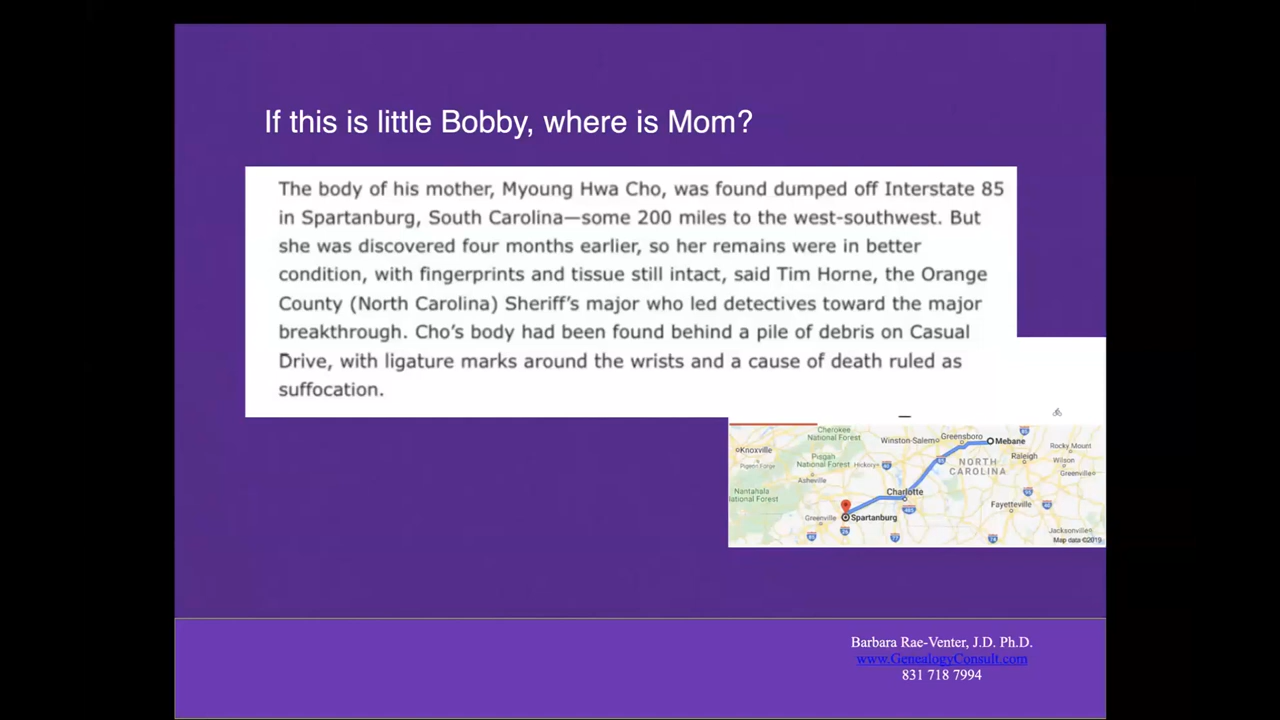 If this is little Bobby, where is Mom?
The body of his mother, Myoung Hwa Cho, was found dumped off Interstate 85
in Spartanburg, South Carolina—some 200 miles to the west-southwest. But
she was discovered four months earlier, so her remains were in better
condition, with fingerprints and tissue still intact, said Tim Horne, the Orange
County (North Carolina) Sheriff's major who led detectives toward the major
breakthrough. Cho's body had been found behind a pile of debris on Casual
Drive, with ligature marks around the wrists and a cause of death ruled as
suffocation.
Cherokee
National Forest
Winston-Salem
Greensboro
Mebane
Knoxville
Pigeon Forge
Pisgah
National Forest
Hickory
NORTH
CAROLINA
Raleigh
Rocky Mount
Wilson
Greenville
Asheville
Nantahala
National Forest
Charlotte
Fayetteville
Greenville
Spartanburg
Jacksonville
Map data ©2019
Barbara Rae-Venter, J.D. Ph.D.
www.GenealogyConsult.com
831 718 7994